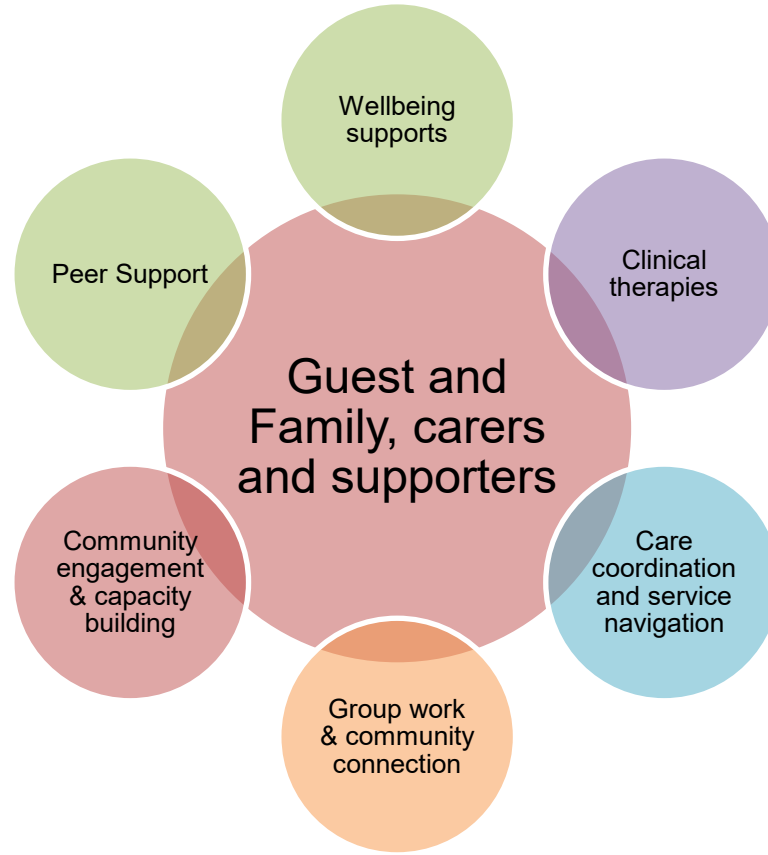 Wellbeing
supports
Peer Support
Clinical
therapies
Guest and
Family, carers
and supporters
Community
engagement
& capacity
building
Care
coordination
and service
navigation
Group work
& community
connection